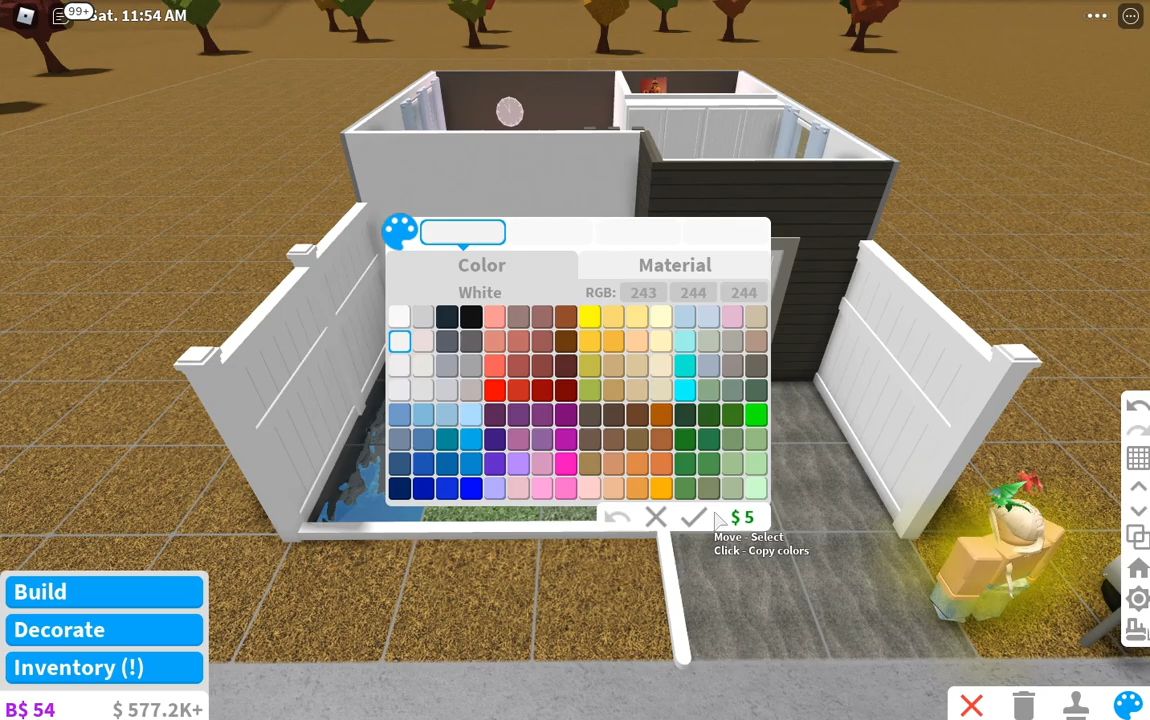 99+
Sat. 11:54 AM
Color
Material
White
RGB: 243 244 244
$ 5
Move - Select
Click - Copy colors
Build
Decorate
Inventory (!)
B$ 54
$ 577.2K+